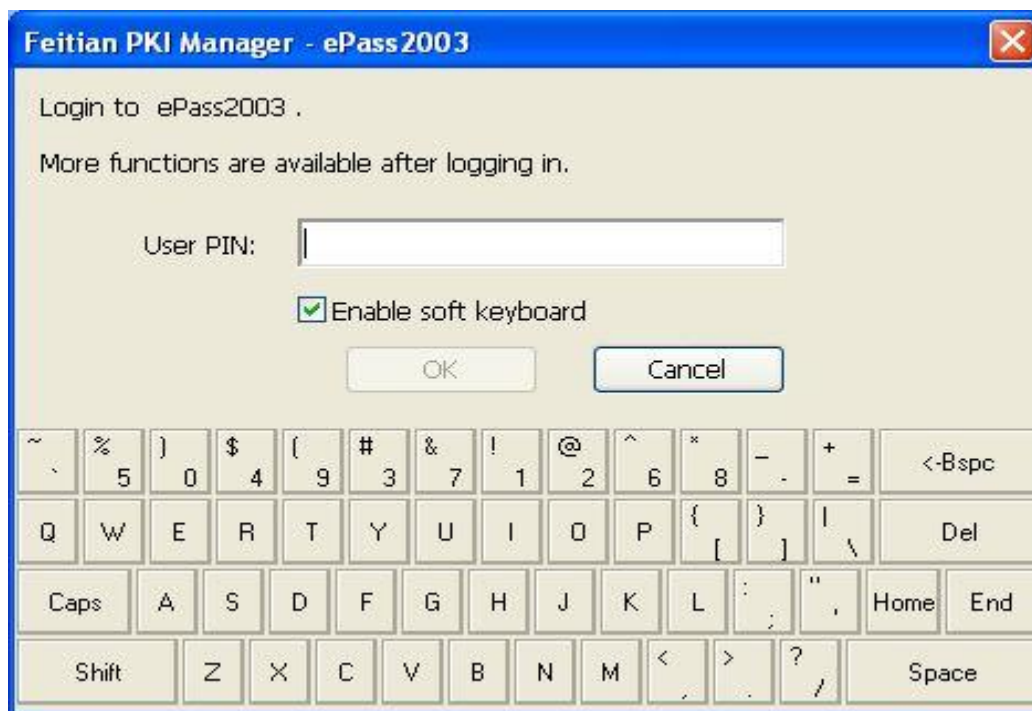 Feitian PKI Manager - ePass2003
Login to ePass2003 .
More functions are available after logging in.
User PIN:
Enable soft keyboard
OK Cancel
~ ` % 5 ) 0 $ 4 ( 9 # 3 & 7 ! 1 @ 2 ^ 6 * 8 _ - + = <-Bspc
Q W E R T Y U I O P { [ } ] | \ Del
Caps A S D F G H J K L : ; " ' Home End
Shift Z X C V B N M < , > . ? / Space